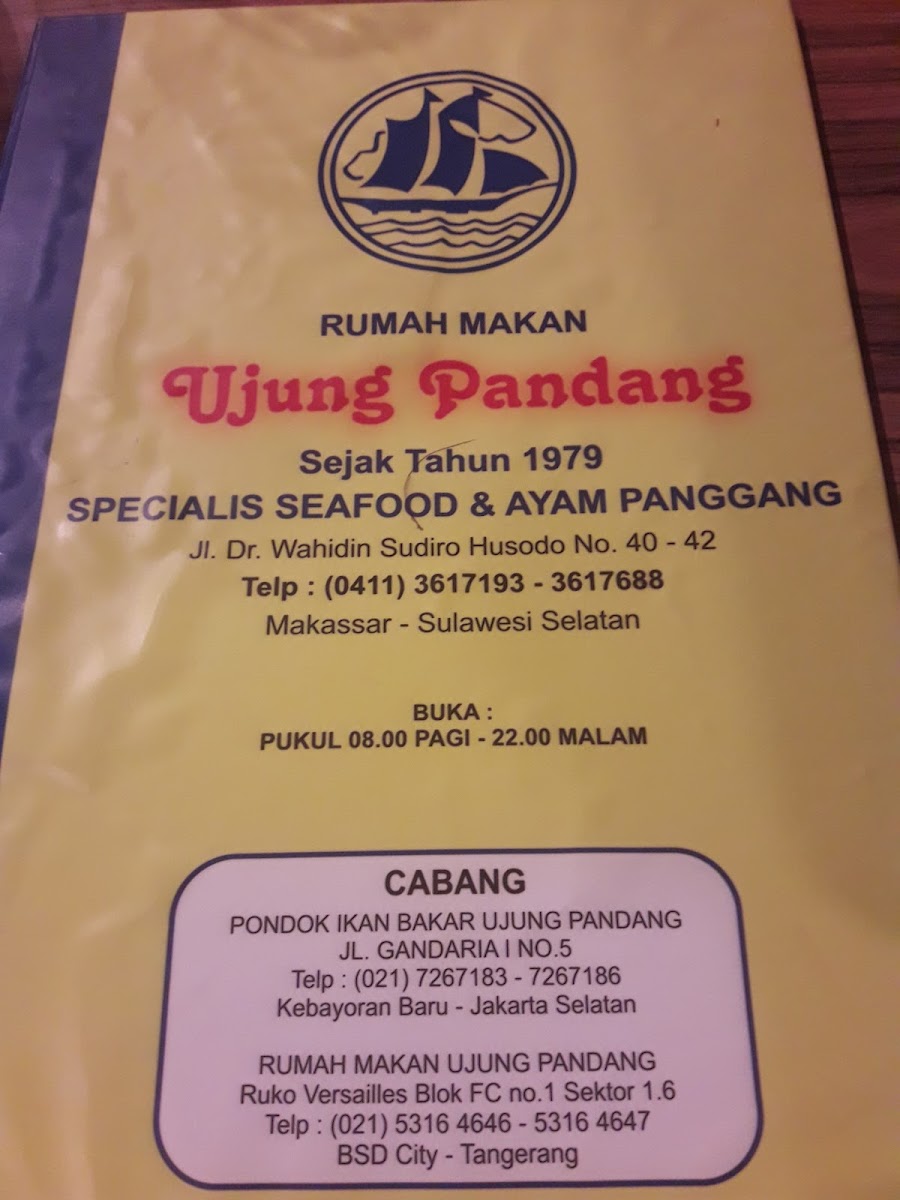 RUMAH MAKAN
Ujung Pandang
Sejak Tahun 1979
SPECIALIS SEAFOOD & AYAM PANGGANG
Jl. Dr. Wahidin Sudiro Husodo No. 40 - 42
Telp : (0411) 3617193 - 3617688
Makassar - Sulawesi Selatan
BUKA :
PUKUL 08.00 PAGI - 22.00 MALAM
CABANG
PONDOK IKAN BAKAR UJUNG PANDANG
JL. GANDARIA I NO.5
Telp : (021) 7267183 - 7267186
Kebayoran Baru - Jakarta Selatan
RUMAH MAKAN UJUNG PANDANG
Ruko Versailles Blok FC no.1 Sektor 1.6
Telp : (021) 5316 4646 - 5316 4647
BSD City - Tangerang